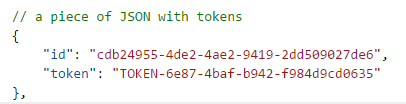 // a piece of JSON with tokens
{
    "id": "cdb24955-4de2-4ae2-9419-2dd509027de6",
    "token": "TOKEN-6e87-4baf-b942-f984d9cd0635"
},